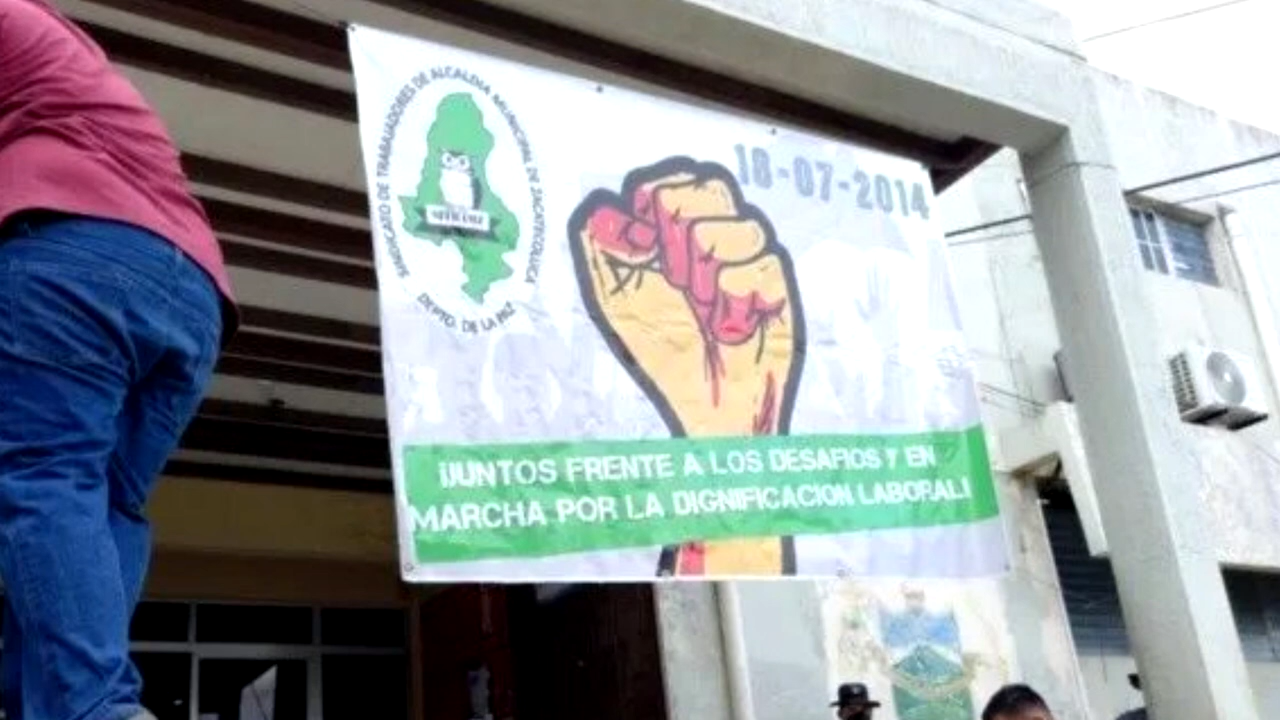 SINDICATO DE TRABAJADORES DE ALCALDIA MUNICIPAL DE ZACATECOLUCA
DEPTO. DE LA PAZ
18-07-2014
¡JUNTOS FRENTE A LOS DESAFIOS Y EN
MARCHA POR LA DIGNIFICACION LABORAL!